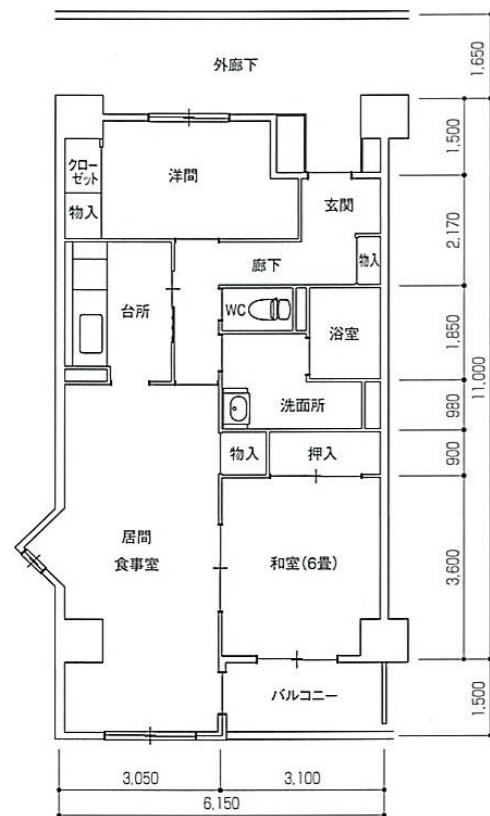 外廊下
1.650
クロー
ゼット
洋間
1.500
物入
玄関
2.170
廊下
物入
台所
WC
浴室
1.850
11.000
洗面所
980
物入
押入
900
居間
食事室
和室(6畳)
3.600
バルコニー
1.500
3.050
3.100
6.150